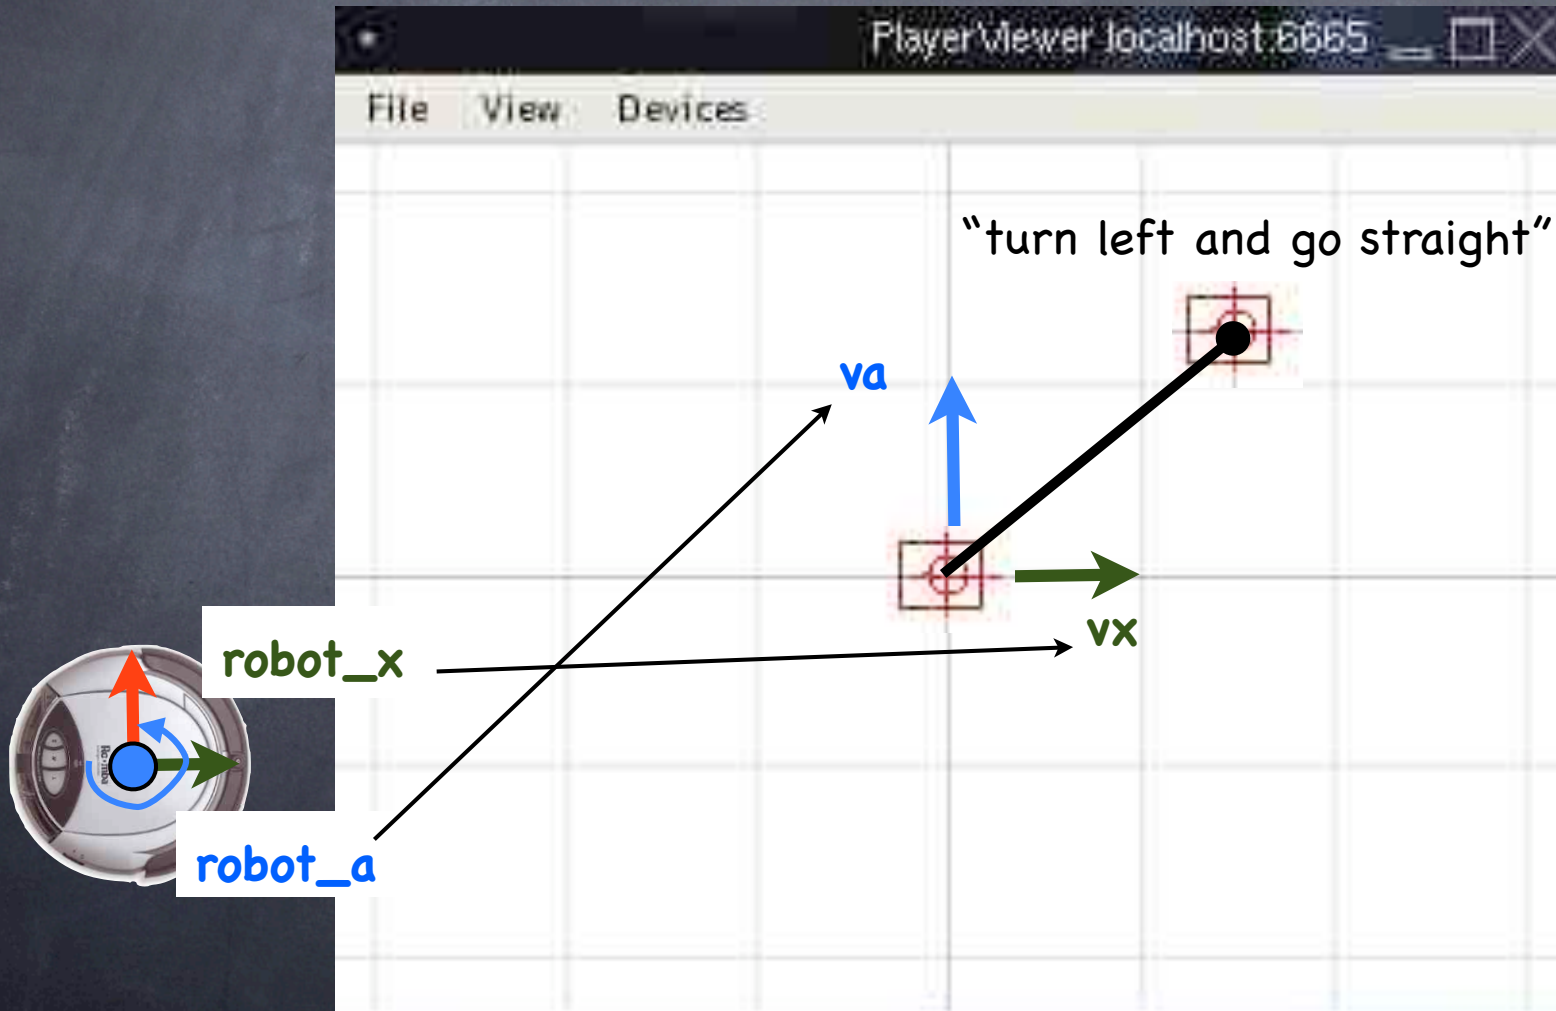 PlayerViewer localhost:6665
File View Devices
“turn left and go straight”
va
vx
robot_x
robot_a